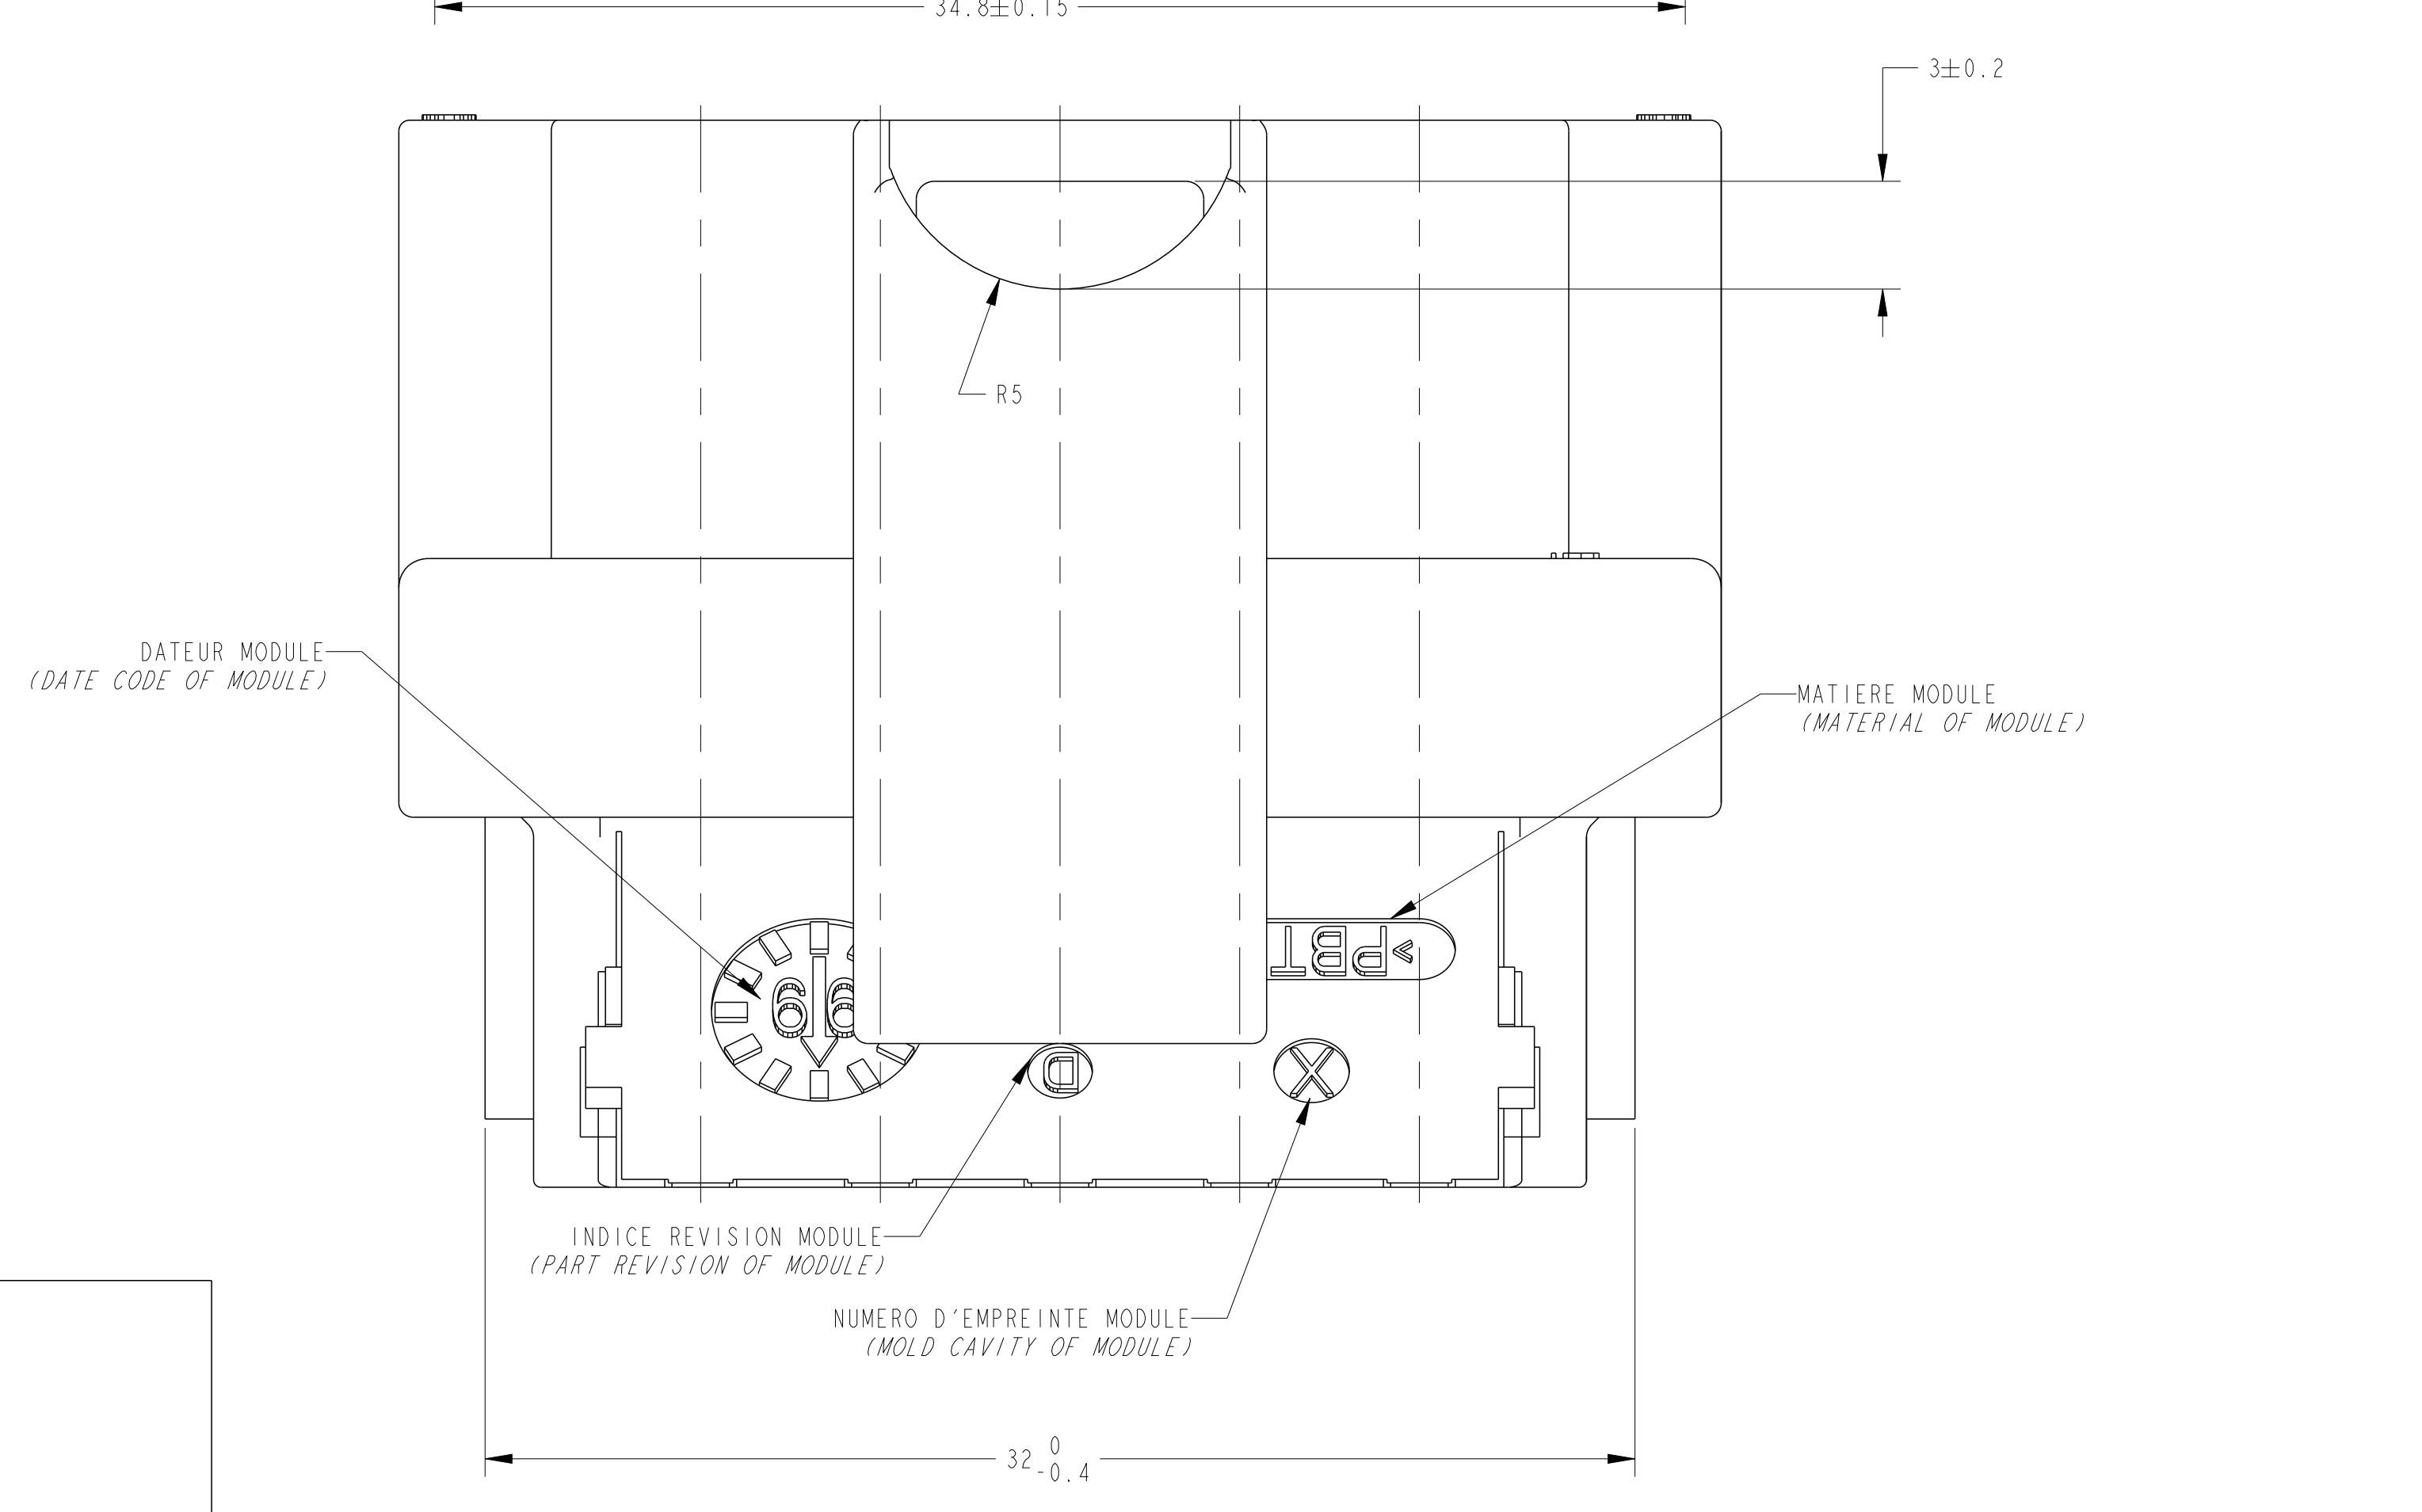 34.8±0.15
3±0.2
R5
DATEUR MODULE
(DATE CODE OF MODULE)
MATIERE MODULE
(MATERIAL OF MODULE)
PBT<
66
D
X
INDICE REVISION MODULE
(PART REVISION OF MODULE)
NUMERO D'EMPREINTE MODULE
(MOLD CAVITY OF MODULE)
32 0
-0.4